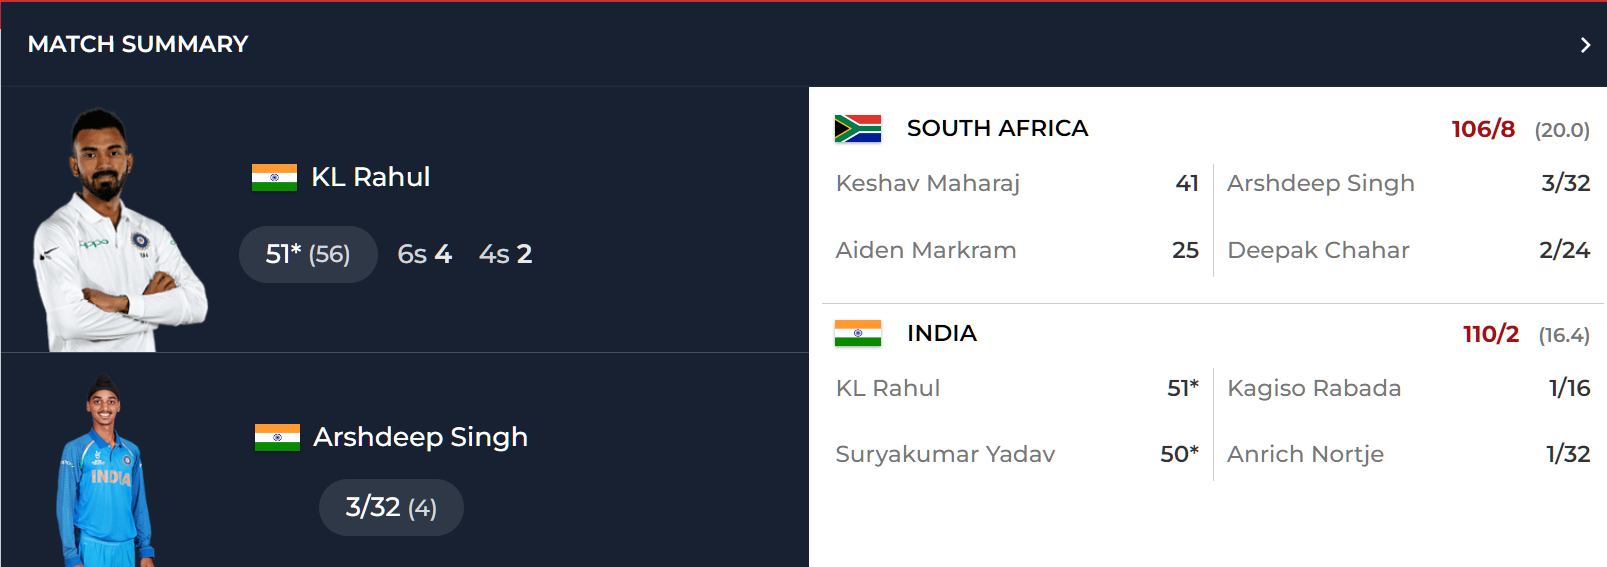 MATCH SUMMARY
KL Rahul
51* (56) 6s 4 4s 2
oppo
Arshdeep Singh
INDIA
3/32 (4)
SOUTH AFRICA 106/8 (20.0)
Keshav Maharaj 41 Arshdeep Singh 3/32
Aiden Markram 25 Deepak Chahar 2/24
INDIA 110/2 (16.4)
KL Rahul 51* Kagiso Rabada 1/16
Suryakumar Yadav 50* Anrich Nortje 1/32